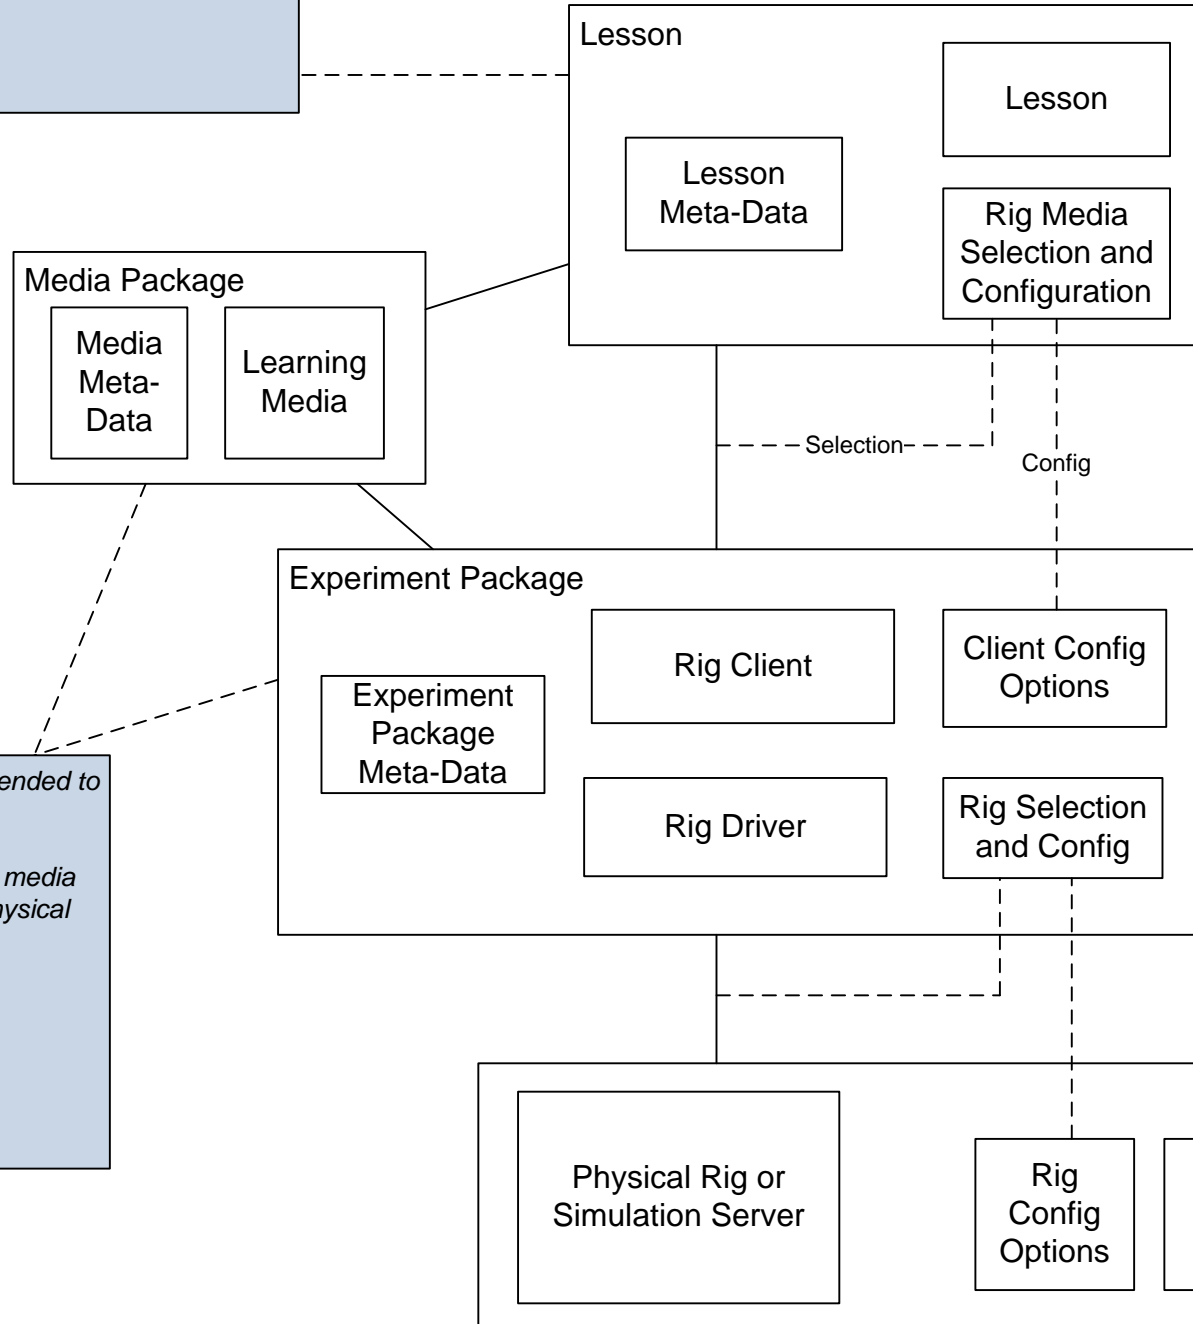 Lesson
Lesson
Lesson
Meta-Data
Rig Media
Selection and
Configuration
Media Package
Media
Meta-
Data
Learning
Media
Selection
Config
Experiment Package
Rig Client
Client Config
Options
Experiment
Package
Meta-Data
Rig Driver
Rig Selection
and Config
ended to
media
ysical
Physical Rig or
Simulation Server
Rig
Config
Options